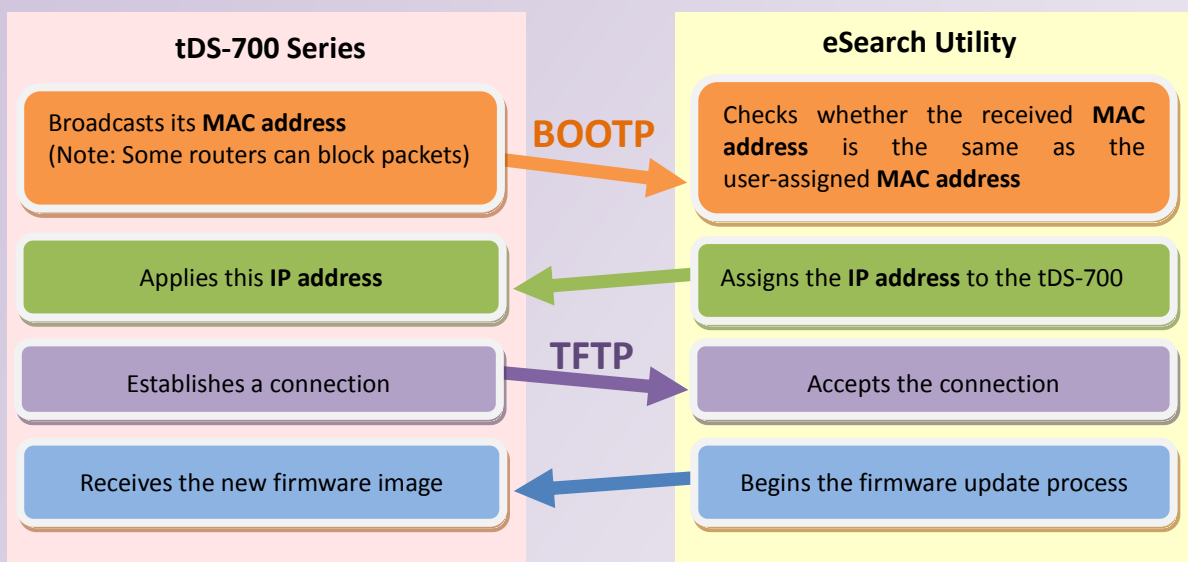 tDS-700 Series
eSearch Utility
Broadcasts its MAC address
(Note: Some routers can block packets)
BOOTP
Checks whether the received MAC
address is the same as the
user-assigned MAC address
Applies this IP address
Assigns the IP address to the tDS-700
Establishes a connection
TFTP
Accepts the connection
Receives the new firmware image
Begins the firmware update process